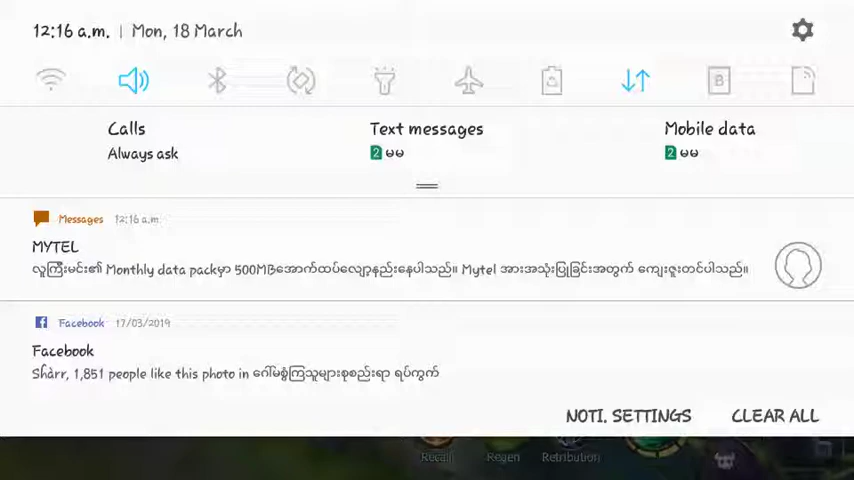 12:16 a.m. | Mon, 18 March
B
Calls
Always ask
Text messages
2 မမ
Mobile data
2 မမ
Messages 12:16 a.m.
MYTEL
လူကြီးမင်း၏ Monthly data packမှာ 500MBအောက်ထပ်လျော့နည်းနေပါသည်။ Mytel အားအသုံးပြုခြင်းအတွက် ကျေးဇူးတင်ပါသည်။
Facebook 17/03/2019
Facebook
Shàrr, 1,851 people like this photo in ဂေါ်မစွံကြသူများစုစည်းရာ ရပ်ကွက်
NOTI. SETTINGS
CLEAR ALL
Recall
Regen
Retribution